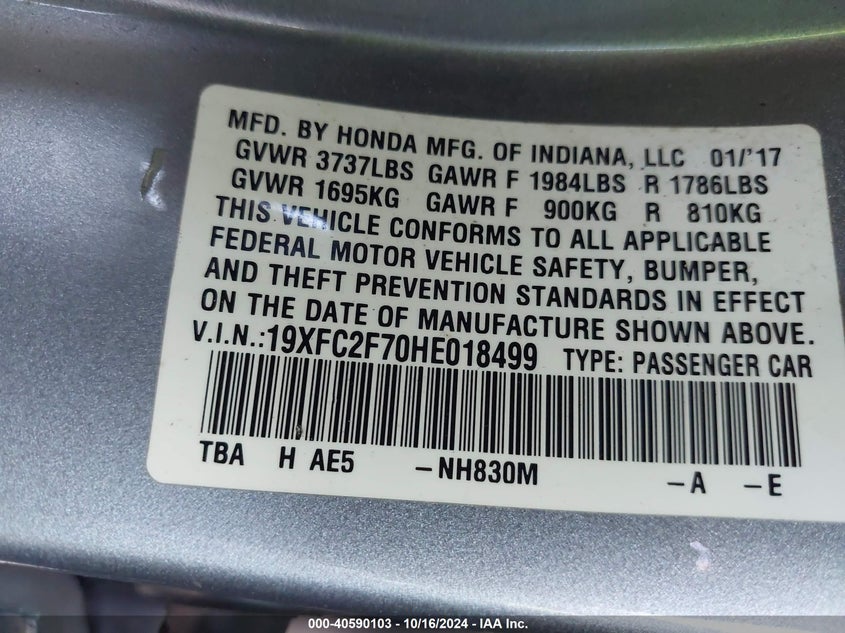 MFD. BY HONDA MFG. OF INDIANA, LLC 01/'17
GVWR 3737LBS GAWR F 1984LBS R 1786LBS
GVWR 1695KG GAWR F 900KG R 810KG
THIS VEHICLE CONFORMS TO ALL APPLICABLE
FEDERAL MOTOR VEHICLE SAFETY, BUMPER,
AND THEFT PREVENTION STANDARDS IN EFFECT
ON THE DATE OF MANUFACTURE SHOWN ABOVE.
V.I.N.:19XFC2F70HE018499 TYPE: PASSENGER CAR
TBA H AE5 -NH830M -A -E
000-40590103 - 10/16/2024 - IAA Inc.